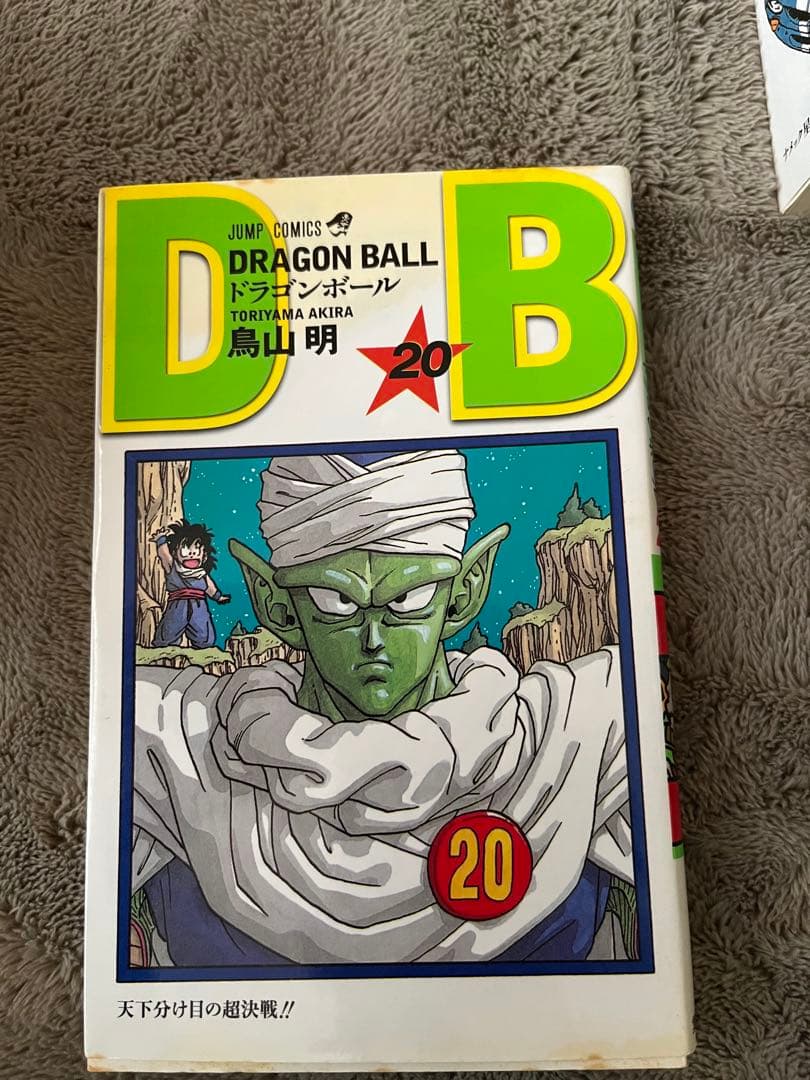 D B
JUMP COMICS
DRAGON BALL
ドラゴンボール
TORIYAMA AKIRA
鳥山明
20
20
天下分け目の超決戦!!